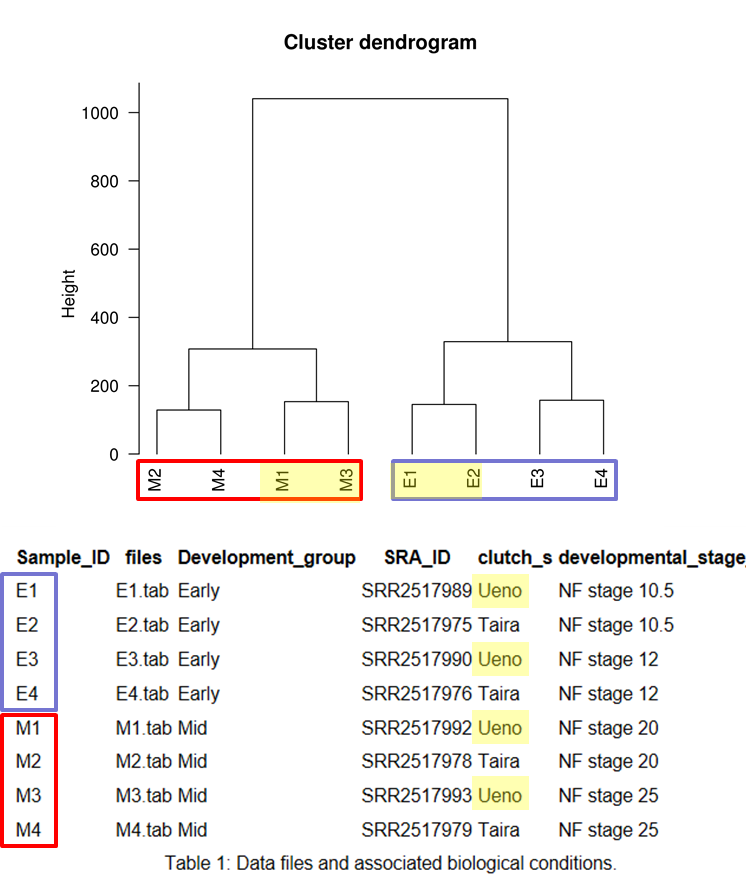 Cluster dendrogram
1000
800
600
400
200
0
Height
M2 M4 M1 M3 E1 E2 E3 E4
Sample_ID files Development_group SRA_ID clutch_s developmental_stage_
E1 E1.tab Early SRR2517989 Ueno NF stage 10.5
E2 E2.tab Early SRR2517975 Taira NF stage 10.5
E3 E3.tab Early SRR2517990 Ueno NF stage 12
E4 E4.tab Early SRR2517976 Taira NF stage 12
M1 M1.tab Mid SRR2517992 Ueno NF stage 20
M2 M2.tab Mid SRR2517978 Taira NF stage 20
M3 M3.tab Mid SRR2517993 Ueno NF stage 25
M4 M4.tab Mid SRR2517979 Taira NF stage 25
Table 1: Data files and associated biological conditions.